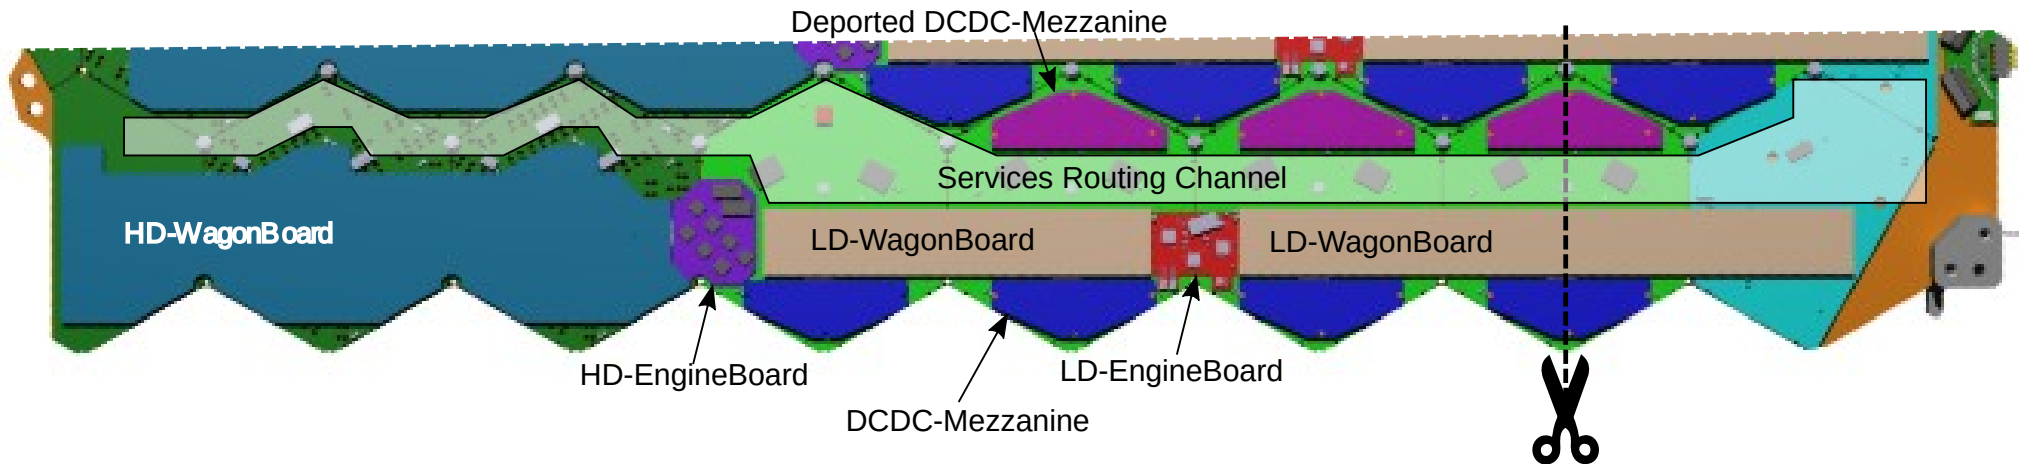 Deported DCDC-Mezzanine
Services Routing Channel
HD-WagonBoard
LD-WagonBoard
LD-WagonBoard
HD-EngineBoard
LD-EngineBoard
DCDC-Mezzanine